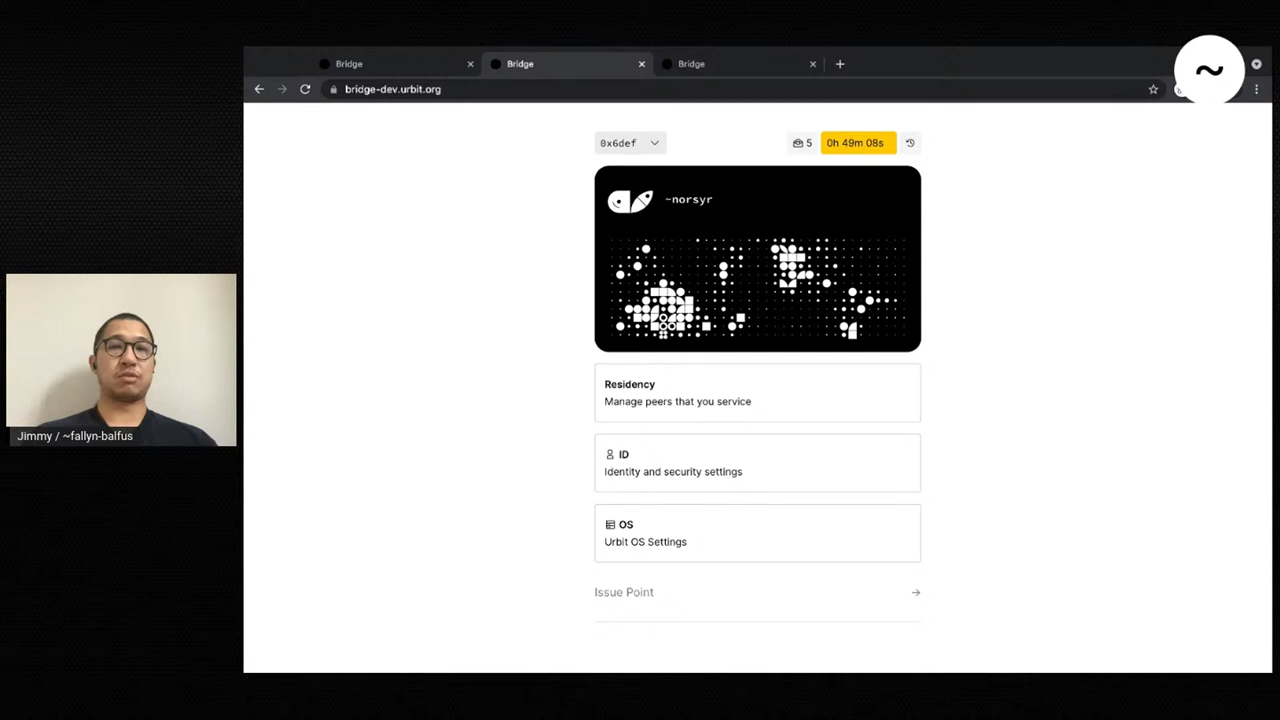 Bridge
Bridge
Bridge
bridge-dev.urbit.org
~
0x6def
5
0h 49m 08s
~norsyr
Residency
Manage peers that you service
ID
Identity and security settings
OS
Urbit OS Settings
Issue Point
Jimmy / ~fallyn-balfus